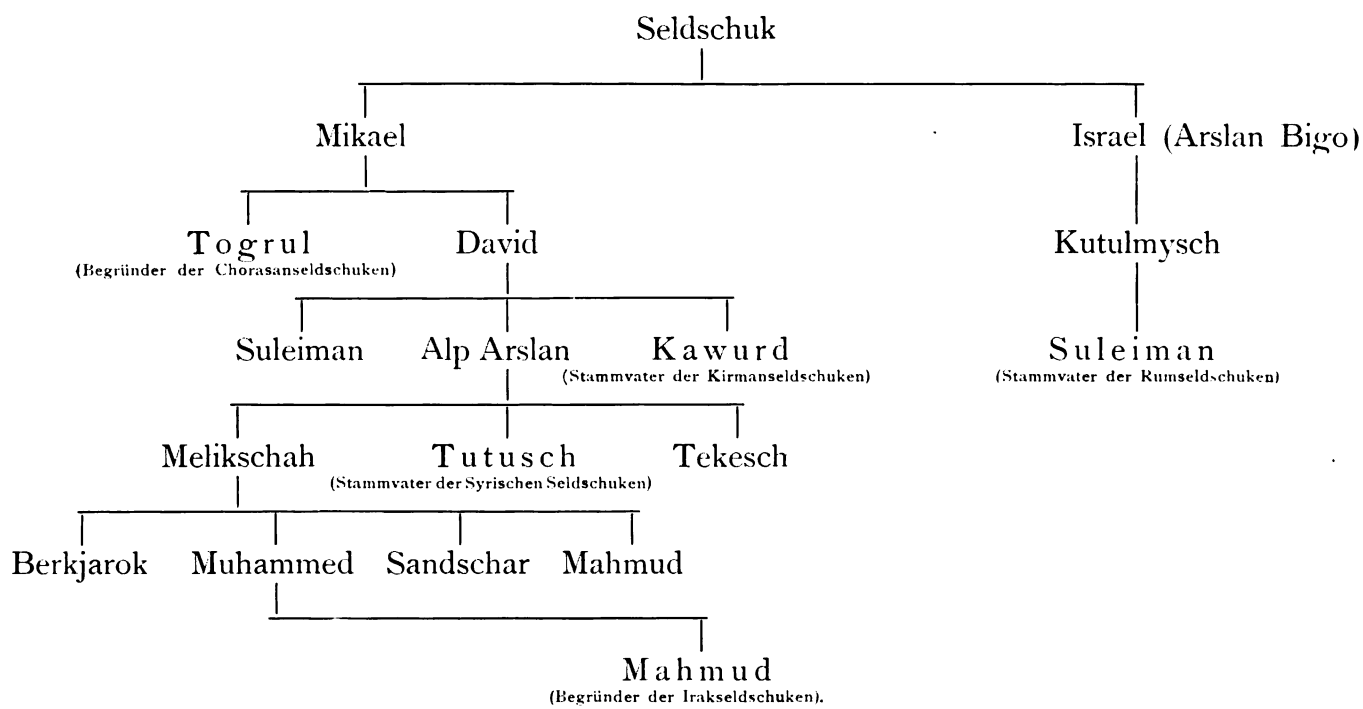 Seldschuk
Mikael
Israel (Arslan Bigo)
Togrul
(Begründer der Chorasanseldschuken)
David
Kutulmysch
Suleiman
Alp Arslan
Kawurd
(Stammvater der Kirmanseldschuken)
Suleiman
(Stammvater der Rumseldschuken)
Melikschah
Tutusch
(Stammvater der Syrischen Seldschuken)
Tekesch
Berkjarok
Muhammed
Sandschar
Mahmud
Mahmud
(Begründer der Irakseldschuken).